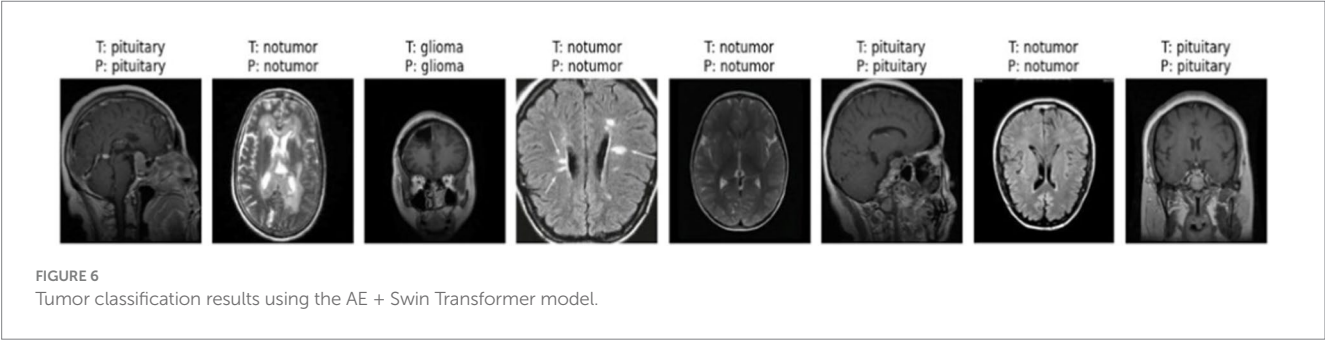 T: pituitary
P: pituitary
T: notumor
P: notumor
T: glioma
P: glioma
T: notumor
P: notumor
T: notumor
P: notumor
T: pituitary
P: pituitary
T: notumor
P: notumor
T: pituitary
P: pituitary
FIGURE 6
Tumor classification results using the AE + Swin Transformer model.